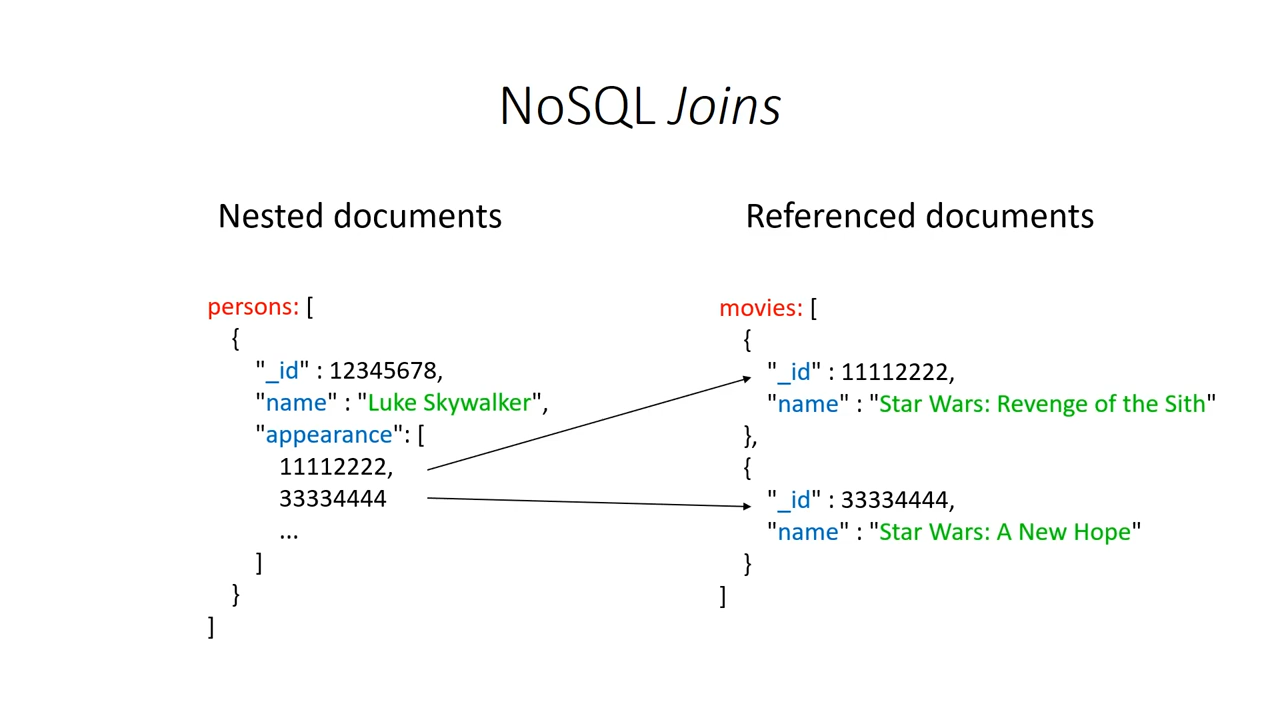 NoSQL Joins
Nested documents
persons: [
{
"_id" : 12345678,
"name" : "Luke Skywalker",
"appearance": [
11112222,
33334444
...
]
}
]
Referenced documents
movies: [
{
"_id" : 11112222,
"name" : "Star Wars: Revenge of the Sith"
},
{
"_id" : 33334444,
"name" : "Star Wars: A New Hope"
}
]